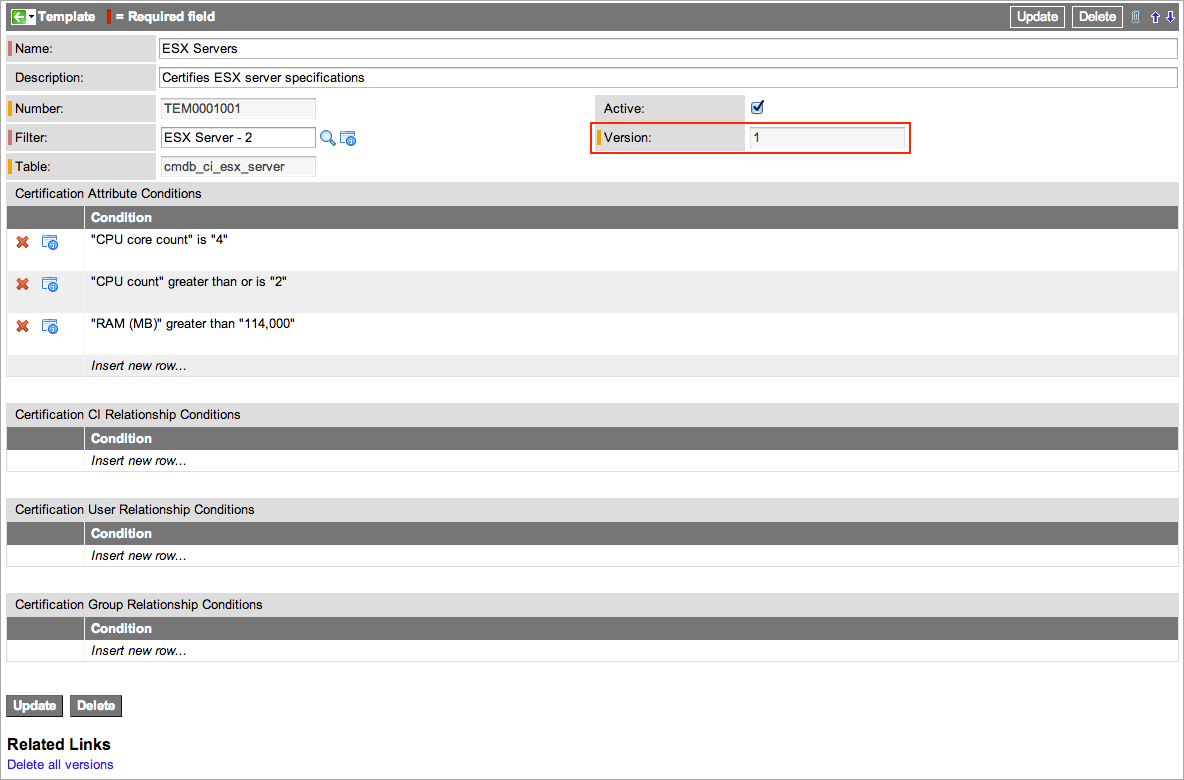 Template = Required field Update Delete
Name: ESX Servers
Description: Certifies ESX server specifications
Number: TEM0001001 Active:
Filter: ESX Server - 2 Version: 1
Table: cmdb_ci_esx_server
Certification Attribute Conditions
Condition
"CPU core count" is "4"
"CPU count" greater than or is "2"
"RAM (MB)" greater than "114,000"
Insert new row...
Certification CI Relationship Conditions
Condition
Insert new row...
Certification User Relationship Conditions
Condition
Insert new row...
Certification Group Relationship Conditions
Condition
Insert new row...
Update Delete
Related Links
Delete all versions